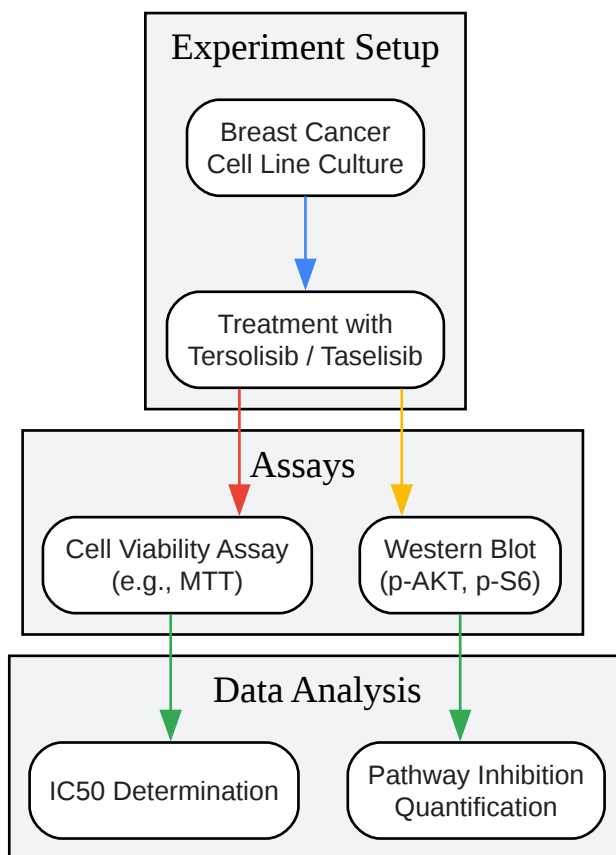 Experiment Setup
Breast Cancer
Cell Line Culture
Treatment with
Tersolisib / Taselisib
Assays
Cell Viability Assay
(e.g., MTT)
Western Blot
(p-AKT, p-S6)
Data Analysis
IC50 Determination
Pathway Inhibition
Quantification